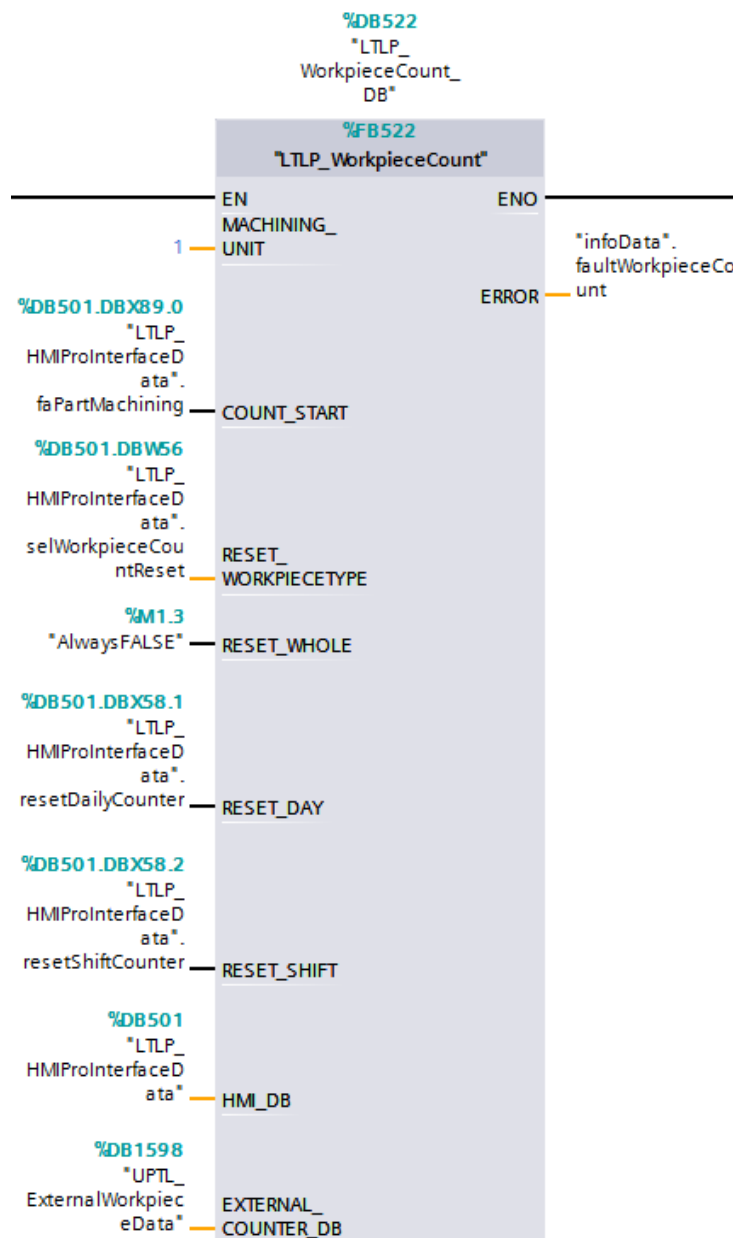 %DB522
"LTLP_
WorkpieceCount_
DB"
%FB522
"LTLP_WorkpieceCount"
EN
ENO
MACHINING_
UNIT
1
ERROR
"infoData".
faultWorkpieceCo
unt
%DB501.DBX89.0
"LTLP_
HMIProInterfaceD
ata".
faPartMachining
COUNT_START
%DB501.DBW56
"LTLP_
HMIProInterfaceD
ata".
selWorkpieceCou
ntReset
RESET_
WORKPIECETYPE
%M1.3
"AlwaysFALSE"
RESET_WHOLE
%DB501.DBX58.1
"LTLP_
HMIProInterfaceD
ata".
resetDailyCounter
RESET_DAY
%DB501.DBX58.2
"LTLP_
HMIProInterfaceD
ata".
resetShiftCounter
RESET_SHIFT
%DB501
"LTLP_
HMIProInterfaceD
ata"
HMI_DB
%DB1598
"UPTL_
ExternalWorkpiec
eData"
EXTERNAL_
COUNTER_DB